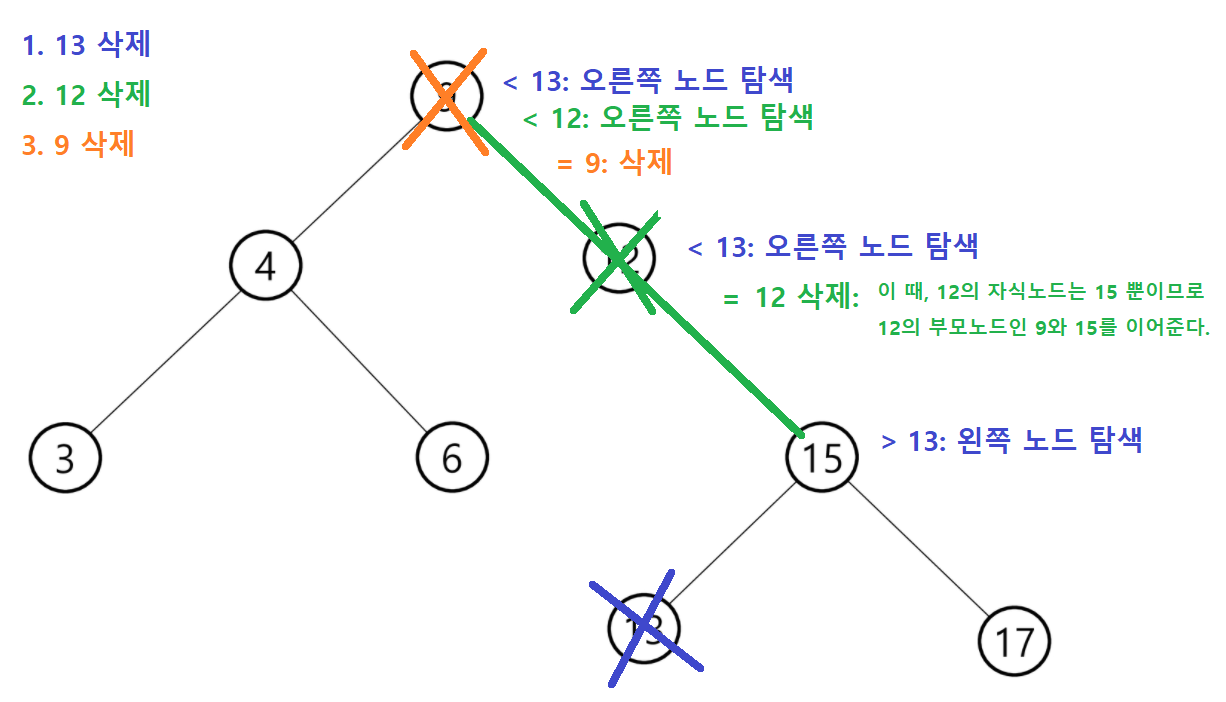 1. 13 삭제
2. 12 삭제
3. 9 삭제
9
< 13: 오른쪽 노드 탐색
< 12: 오른쪽 노드 탐색
= 9: 삭제
4
12
< 13: 오른쪽 노드 탐색
= 12 삭제: 이 때, 12의 자식노드는 15 뿐이므로
12의 부모노드인 9와 15를 이어준다.
3
6
15
> 13: 왼쪽 노드 탐색
13
17